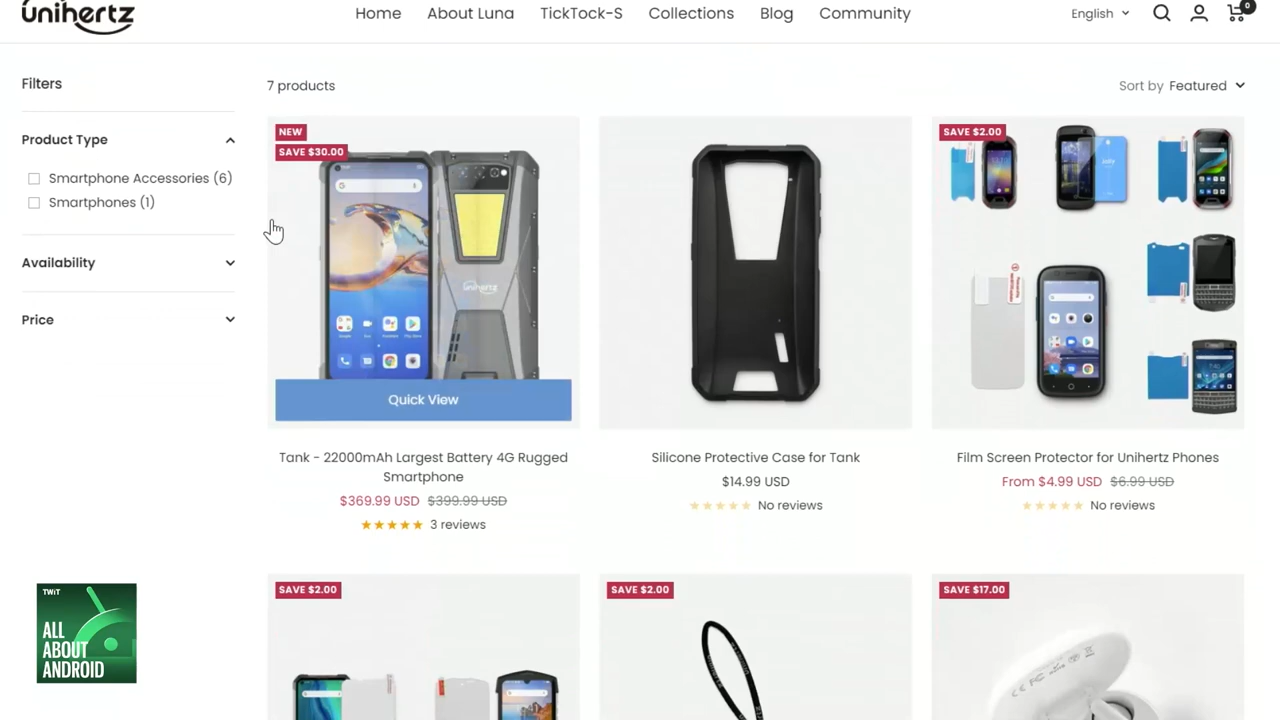 unihertz
Home
About Luna
TickTock-S
Collections
Blog
Community
English
0
Filters
7 products
Sort by Featured
Product Type
Smartphone Accessories (6)
Smartphones (1)
Availability
Price
NEW
SAVE $30.00
unihertz
Quick View
Tank - 22000mAh Largest Battery 4G Rugged
Smartphone
$369.99 USD $399.99 USD
3 reviews
Silicone Protective Case for Tank
$14.99 USD
No reviews
SAVE $2.00
Jelly
Film Screen Protector for Unihertz Phones
From $4.99 USD $6.99 USD
No reviews
SAVE $2.00
SAVE $2.00
SAVE $17.00
TWiT
ALL
ABOUT
ANDROID